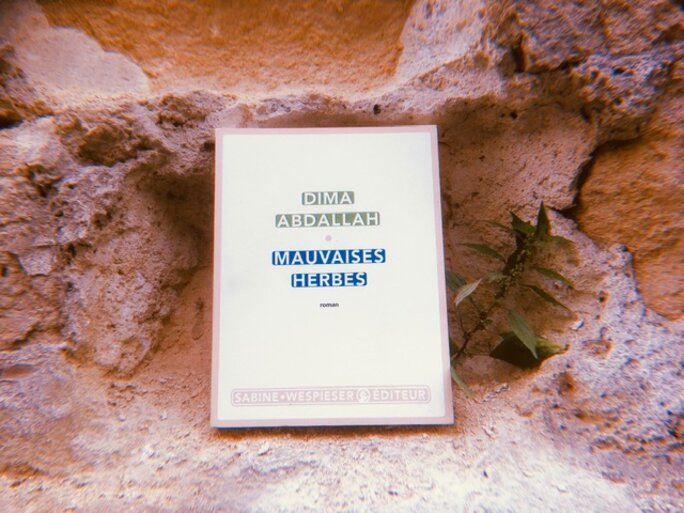 DIMA
ABDALLAH
MAUVAISES
HERBES
roman
SABINE•WESPIESER ÉDITEUR